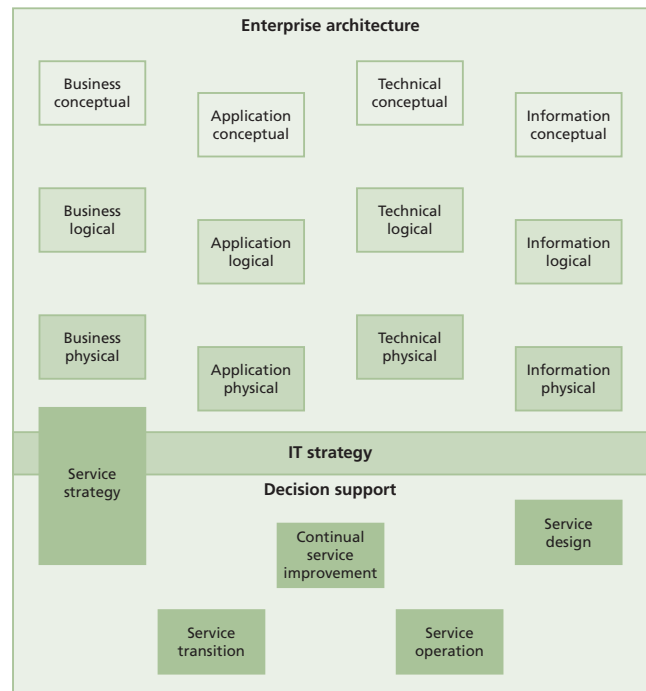 Enterprise architecture
Business
conceptual
Application
conceptual
Technical
conceptual
Information
conceptual
Business
logical
Application
logical
Technical
logical
Information
logical
Business
physical
Application
physical
Technical
physical
Information
physical
IT strategy
Service
strategy
Decision support
Continual
service
improvement
Service
design
Service
transition
Service
operation